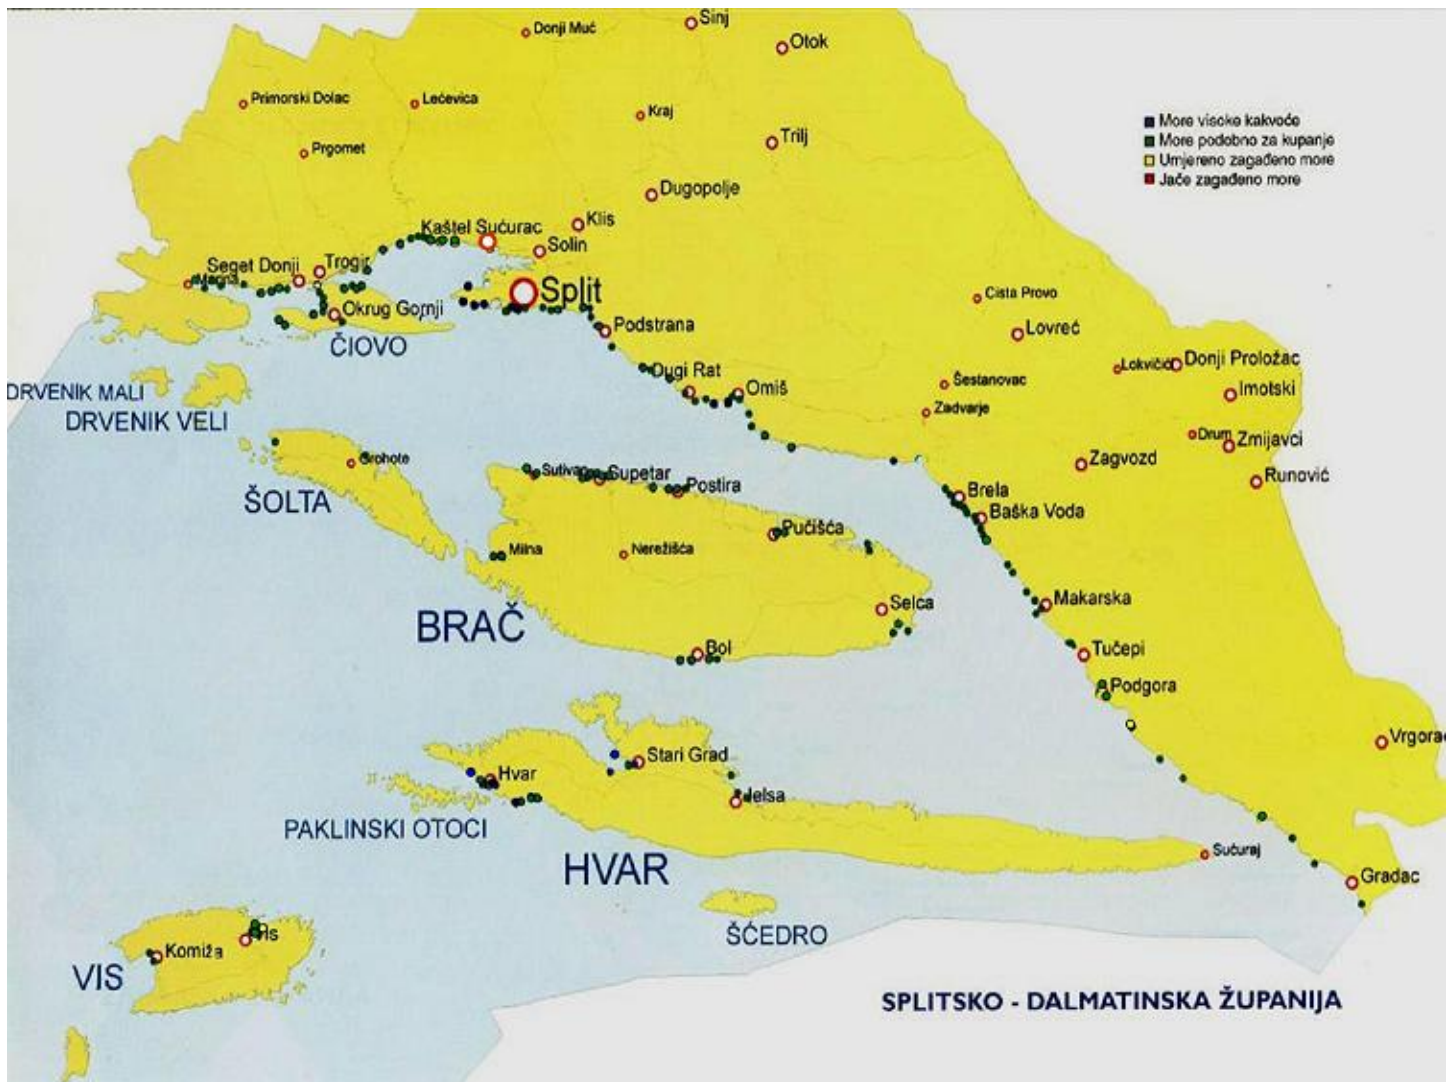 Sinj
Donji Muć
Otok
Primorski Dolac
Lećevica
Kraj
More visoke kakvoće
More podobno za kupanje
Umjereno zagađeno more
Jače zagađeno more
Trilj
Prgomet
Dugopolje
Klis
Kaštel Sućurac
Solin
Trogir
Seget Donji
Marina
Split
Cista Provo
Okrug Gornji
Podstrana
Lovreć
ČIOVO
Donji Proložac
Lokvičić
Dugi Rat
Omiš
Šestanovac
Imotski
DRVENIK MALI
Zadvarje
DRVENIK VELI
Drum
Zmijavci
Grohote
Zagvozd
Sutivan
Supetar
Runović
Postira
Brela
ŠOLTA
Baška Voda
Pučišća
Milna
Nerežišća
Selca
Makarska
BRAČ
Bol
Tučepi
Podgora
Vrgorac
Stari Grad
Hvar
Jelsa
PAKLINSKI OTOCI
Sućuraj
HVAR
Gradac
ŠĆEDRO
Vis
Komiža
VIS
SPLITSKO - DALMATINSKA ŽUPANIJA